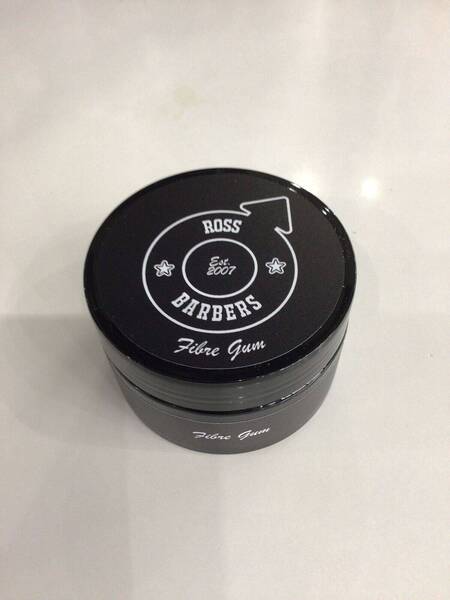 ROSS
Est.
2007
BARBERS
Fibre Gum
Fibre Gum